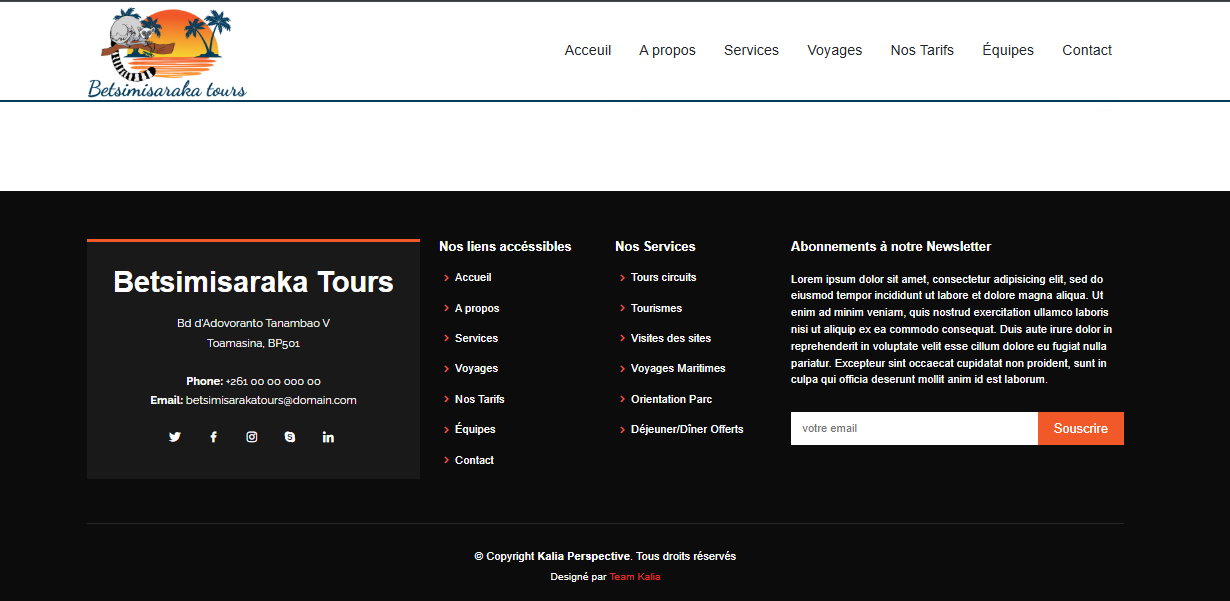 Betsimisaraka tours
Acceuil A propos Services Voyages Nos Tarifs Équipes Contact
Betsimisaraka Tours
Bd d'Adovoranto Tanambao V
Toamasina, BP501
Phone: +261 00 00 000 00
Email: betsimisarakatours@domain.com
Nos liens accéssibles
Accueil
A propos
Services
Voyages
Nos Tarifs
Équipes
Contact
Nos Services
Tours circuits
Tourismes
Visites des sites
Voyages Maritimes
Orientation Parc
Déjeuner/Dîner Offerts
Abonnements à notre Newsletter
Lorem ipsum dolor sit amet, consectetur adipisicing elit, sed do
eiusmod tempor incididunt ut labore et dolore magna aliqua. Ut
enim ad minim veniam, quis nostrud exercitation ullamco laboris
nisi ut aliquip ex ea commodo consequat. Duis aute irure dolor in
reprehenderit in voluptate velit esse cillum dolore eu fugiat nulla
pariatur. Excepteur sint occaecat cupidatat non proident, sunt in
culpa qui officia deserunt mollit anim id est laborum.
votre email Souscrire
© Copyright Kalia Perspective. Tous droits réservés
Designé par Team Kalia